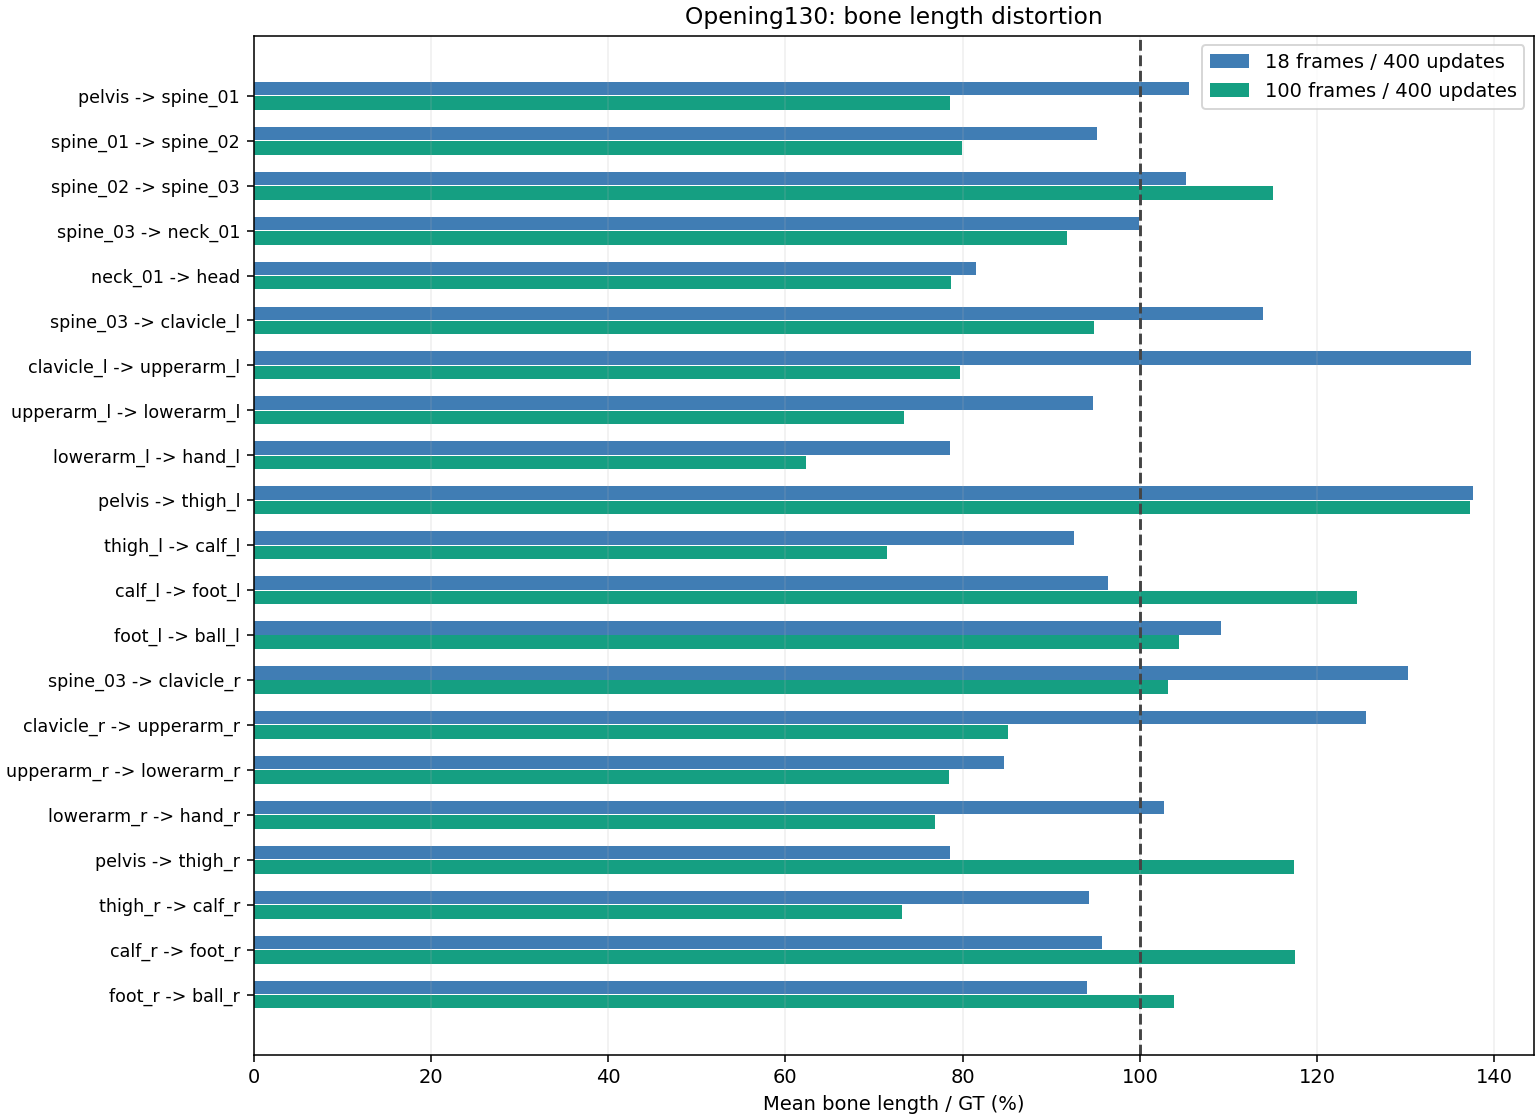 Opening130: bone length distortion
18 frames / 400 updates
100 frames / 400 updates
pelvis -> spine_01
spine_01 -> spine_02
spine_02 -> spine_03
spine_03 -> neck_01
neck_01 -> head
spine_03 -> clavicle_l
clavicle_l -> upperarm_l
upperarm_l -> lowerarm_l
lowerarm_l -> hand_l
pelvis -> thigh_l
thigh_l -> calf_l
calf_l -> foot_l
foot_l -> ball_l
spine_03 -> clavicle_r
clavicle_r -> upperarm_r
upperarm_r -> lowerarm_r
lowerarm_r -> hand_r
pelvis -> thigh_r
thigh_r -> calf_r
calf_r -> foot_r
foot_r -> ball_r
0 20 40 60 80 100 120 140
Mean bone length / GT (%)